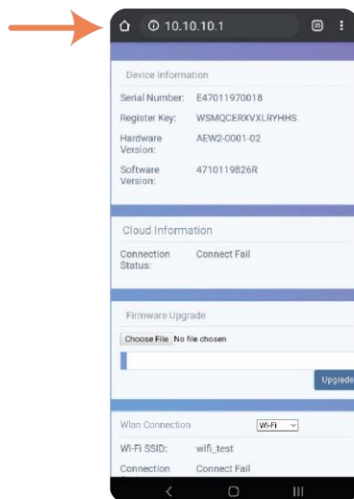 10.10.10.1
Device Information
Serial Number: E47011970018
Register Key: WSMQCERXVXLRYHHS
Hardware Version: AEW2-0001-02
Software Version: 4710119826R
Cloud Information
Connection Status: Connect Fail
Firmware Upgrade
Choose File No file chosen
Upgrade
Wlan Connection Wi-Fi
Wi-Fi SSID: wifi_test
Connection Connect Fail